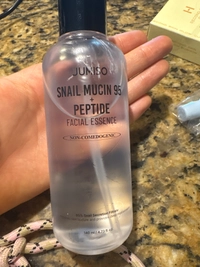 JUMISO
SNAIL MUCIN 95
+
PEPTIDE
FACIAL ESSENCE
NON-COMEDOGENIC